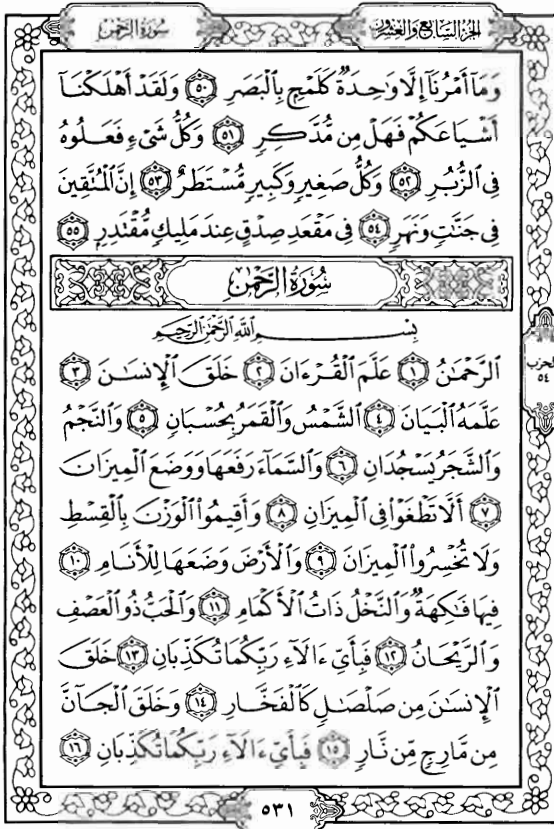 الجزء السابع والعشرون
سورة الرحمن
وَمَآ أَمْرُنَآ إِلَّا وَٰحِدَةٌ كَلَمْحٍۭ بِٱلْبَصَرِ ٥٠ وَلَقَدْ أَهْلَكْنَآ
أَشْيَاعَكُمْ فَهَلْ مِن مُّدَّكِرٍ ٥١ وَكُلُّ شَىْءٍ فَعَلُوهُ
فِى ٱلزُّبُرِ ٥٢ وَكُلُّ صَغِيرٍ وَكَبِيرٍ مُّسْتَطَرٌ ٥٣ إِنَّ ٱلْمُتَّقِينَ
فِى جَنَّٰتٍ وَنَهَرٍ ٥٤ فِى مَقْعَدِ صِدْقٍ عِندَ مَلِيكٍ مُّقْتَدِرٍۭ ٥٥
سُورَةُ الرَّحْمٰن
بِسْمِ ٱللَّهِ ٱلرَّحْمَٰنِ ٱلرَّحِيمِ
ٱلرَّحْمَٰنُ ١ عَلَّمَ ٱلْقُرْءَانَ ٢ خَلَقَ ٱلْإِنسَٰنَ ٣
عَلَّمَهُ ٱلْبَيَانَ ٤ ٱلشَّمْسُ وَٱلْقَمَرُ بِحُسْبَانٍ ٥ وَٱلنَّجْمُ
وَٱلشَّجَرُ يَسْجُدَانِ ٦ وَٱلسَّمَآءَ رَفَعَهَا وَوَضَعَ ٱلْمِيزَانَ
٧ أَلَّا تَطْغَوْا۟ فِى ٱلْمِيزَانِ ٨ وَأَقِيمُوا۟ ٱلْوَزْنَ بِٱلْقِسْطِ
وَلَا تُخْسِرُوا۟ ٱلْمِيزَانَ ٩ وَٱلْأَرْضَ وَضَعَهَا لِلْأَنَامِ ١٠
فِيهَا فَٰكِهَةٌ وَٱلنَّخْلُ ذَاتُ ٱلْأَكْمَامِ ١١ وَٱلْحَبُّ ذُو ٱلْعَصْفِ
وَٱلرَّيْحَانُ ١٢ فَبِأَىِّ ءَالَآءِ رَبِّكُمَا تُكَذِّبَانِ ١٣ خَلَقَ
ٱلْإِنسَٰنَ مِن صَلْصَٰلٍ كَٱلْفَخَّارِ ١٤ وَخَلَقَ ٱلْجَآنَّ
مِن مَّارِجٍ مِّن نَّارٍ ١٥ فَبِأَىِّ ءَالَآءِ رَبِّكُمَا تُكَذِّبَانِ ١٦
الحزب
٥٤
٥٣١